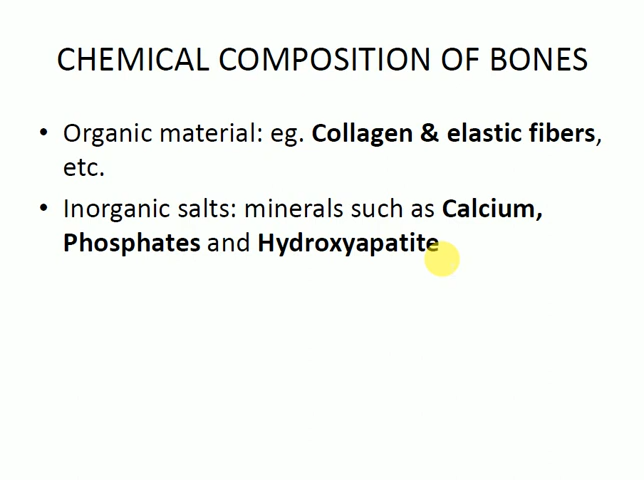 CHEMICAL COMPOSITION OF BONES
• Organic material: eg. Collagen & elastic fibers,
etc.
• Inorganic salts: minerals such as Calcium,
Phosphates and Hydroxyapatite